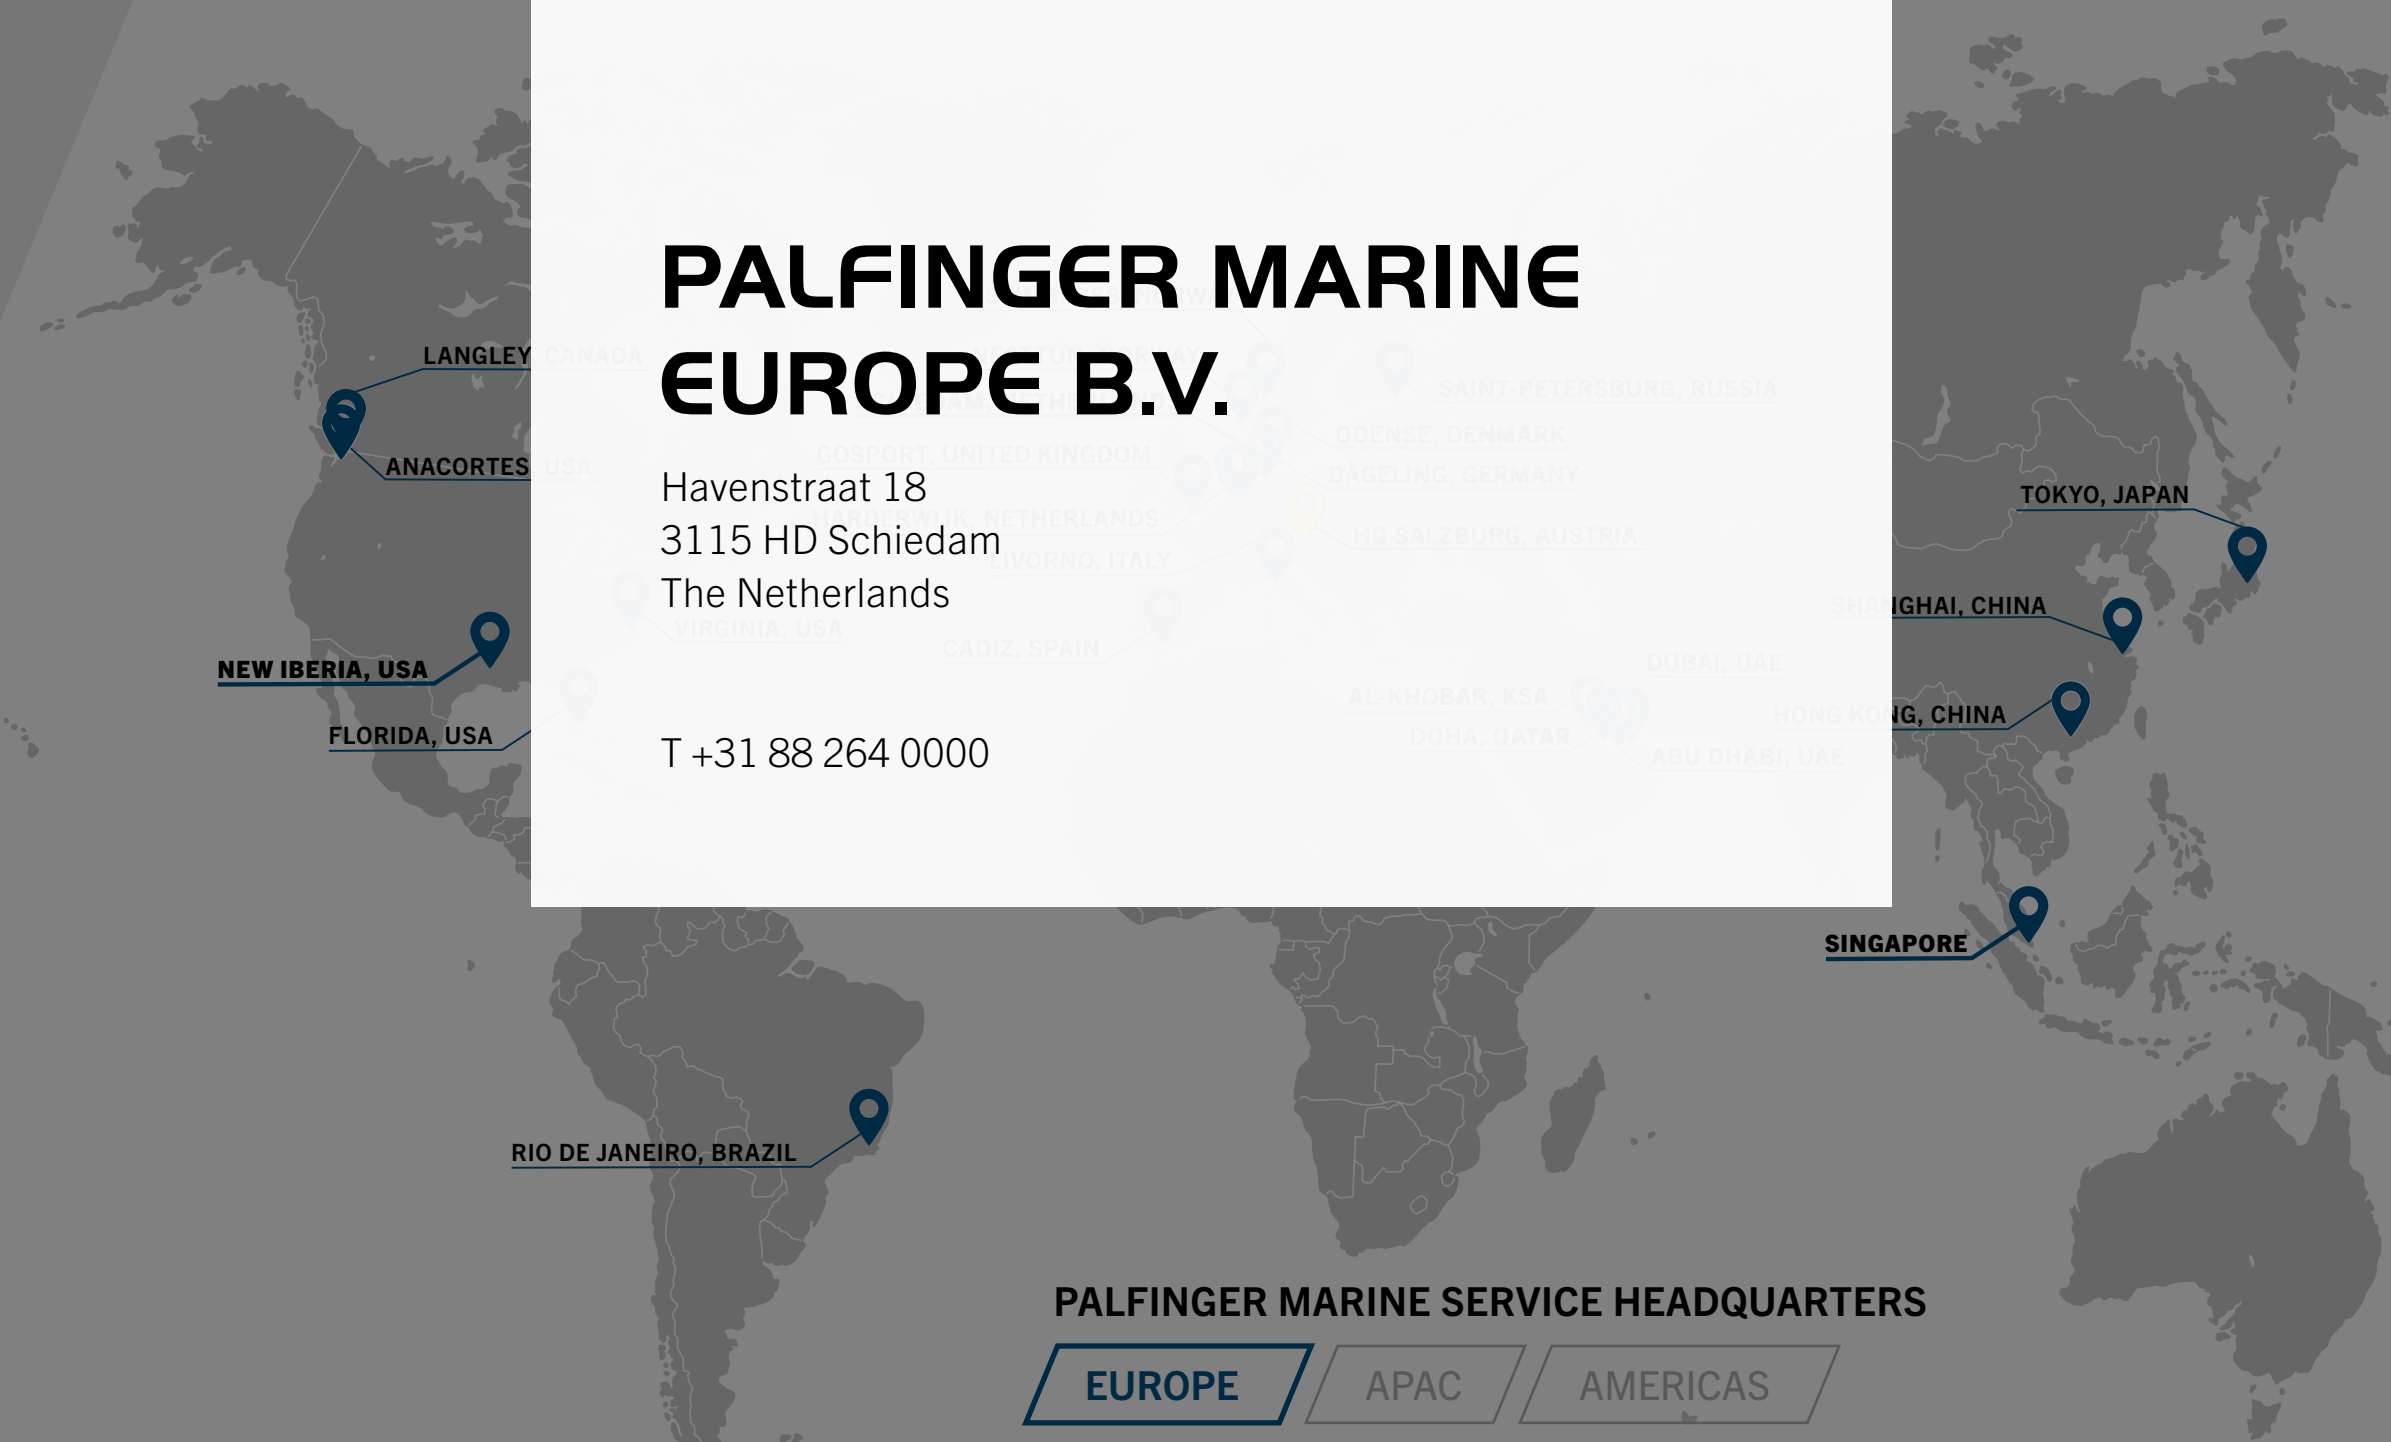 PALFINGER MARINE
EUROPE B.V.
Havenstraat 18
3115 HD Schiedam
The Netherlands
T +31 88 264 0000
LANGLEY, CANADA
ANACORTES, USA
NEW IBERIA, USA
FLORIDA, USA
VIRGINIA, USA
RIO DE JANEIRO, BRAZIL
GOSPORT, UNITED KINGDOM
HARDERWIJK, NETHERLANDS
LIVORNO, ITALY
CADIZ, SPAIN
SAINT-PETERSBURG, RUSSIA
ODENSE, DENMARK
DÄGELING, GERMANY
HQ SALZBURG, AUSTRIA
AL-KHOBAR, KSA
DOHA, QATAR
DUBAI, UAE
ABU DHABI, UAE
TOKYO, JAPAN
SHANGHAI, CHINA
HONG KONG, CHINA
SINGAPORE
PALFINGER MARINE SERVICE HEADQUARTERS
EUROPE APAC AMERICAS